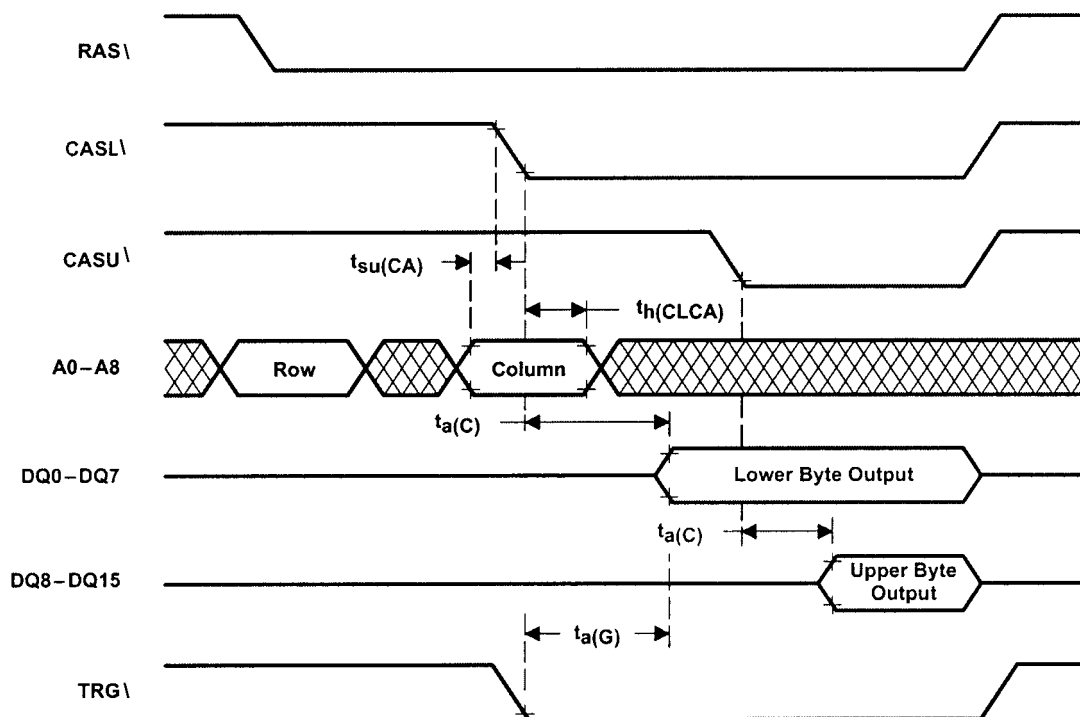 RAS\
CASL\
CASU\
tsu(CA)
th(CLCA)
A0–A8
Row
Column
ta(C)
DQ0–DQ7
Lower Byte Output
ta(C)
DQ8–DQ15
Upper Byte
Output
ta(G)
TRG\